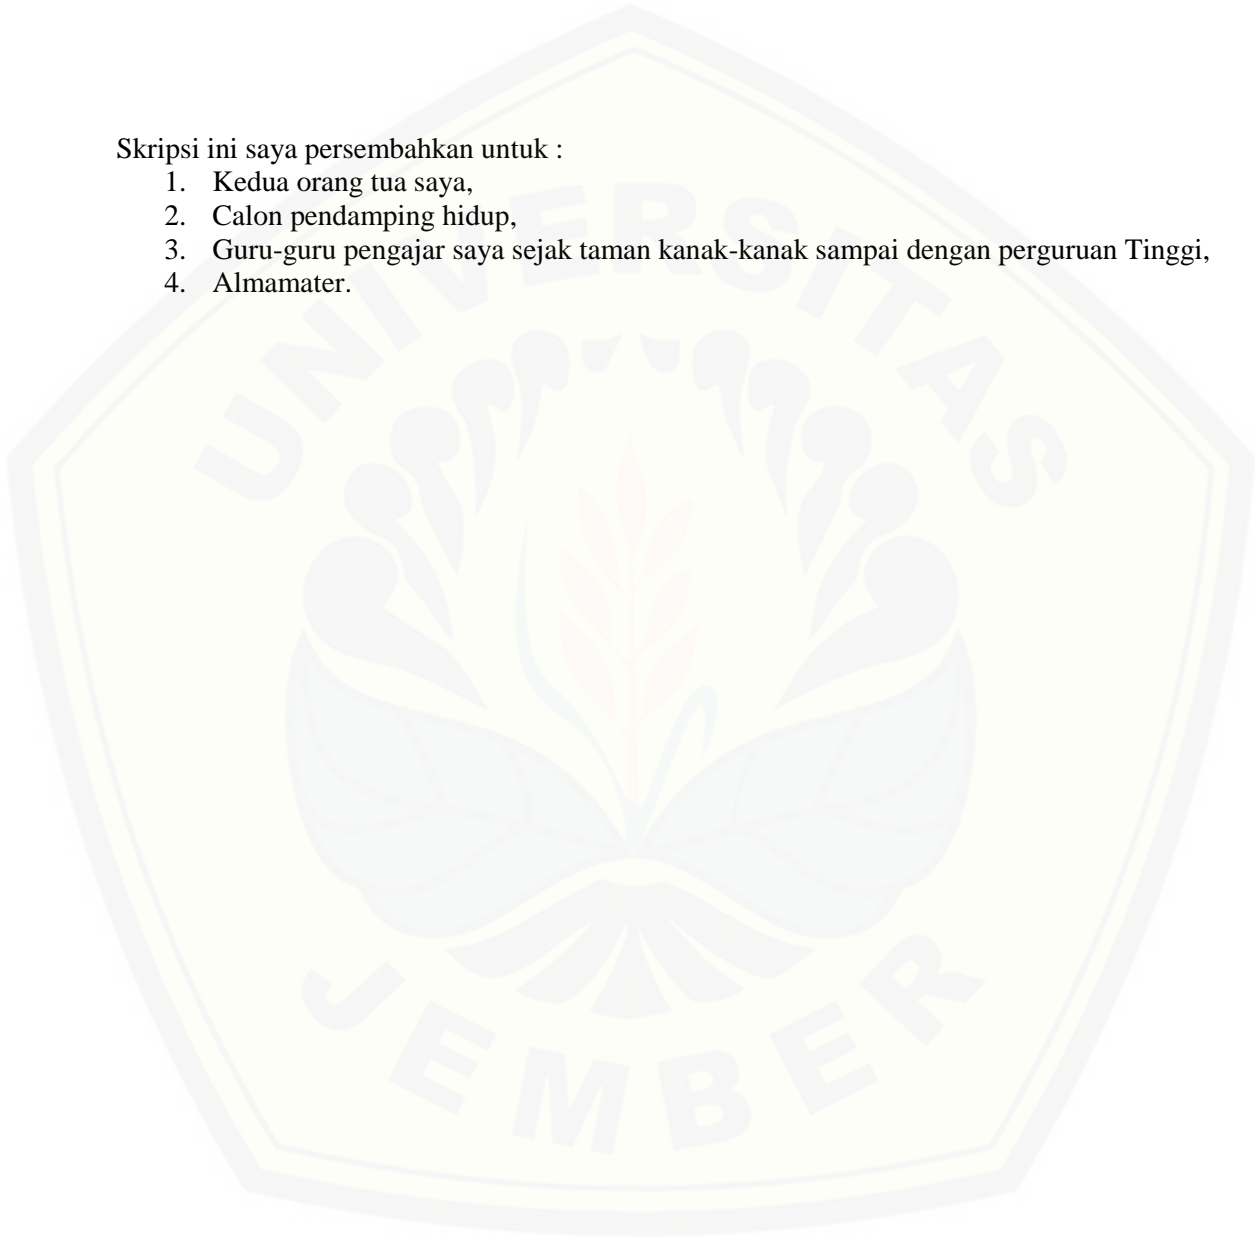 Skripsi ini saya persembahkan untuk :
1. Kedua orang tua saya,
2. Calon pendamping hidup,
3. Guru-guru pengajar saya sejak taman kanak-kanak sampai dengan perguruan Tinggi,
4. Almamater.
UNIVERSITAS
JEMBER